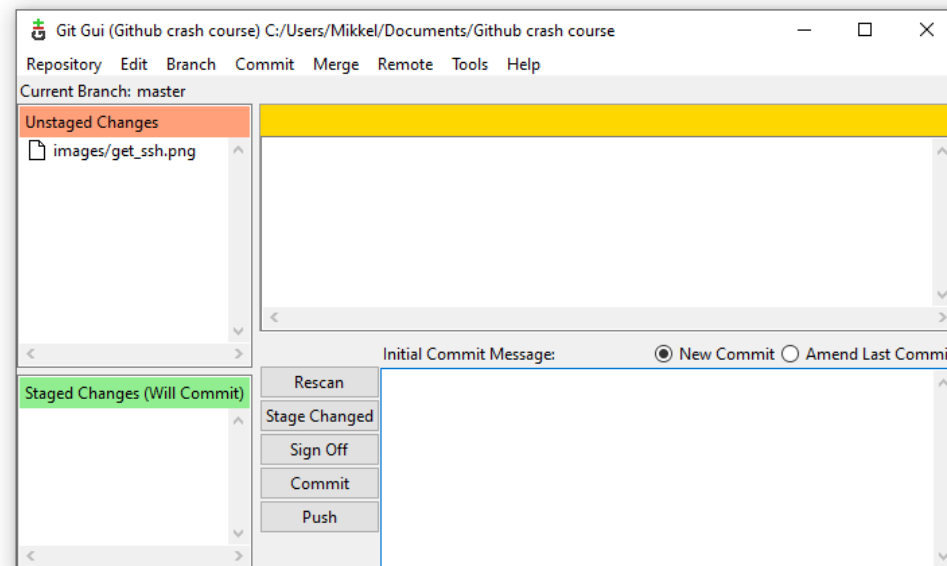 Git Gui (Github crash course) C:/Users/Mikkel/Documents/Github crash course
Repository Edit Branch Commit Merge Remote Tools Help
Current Branch: master
Unstaged Changes
images/get_ssh.png
Staged Changes (Will Commit)
Initial Commit Message:
New Commit
Amend Last Commi
Rescan
Stage Changed
Sign Off
Commit
Push